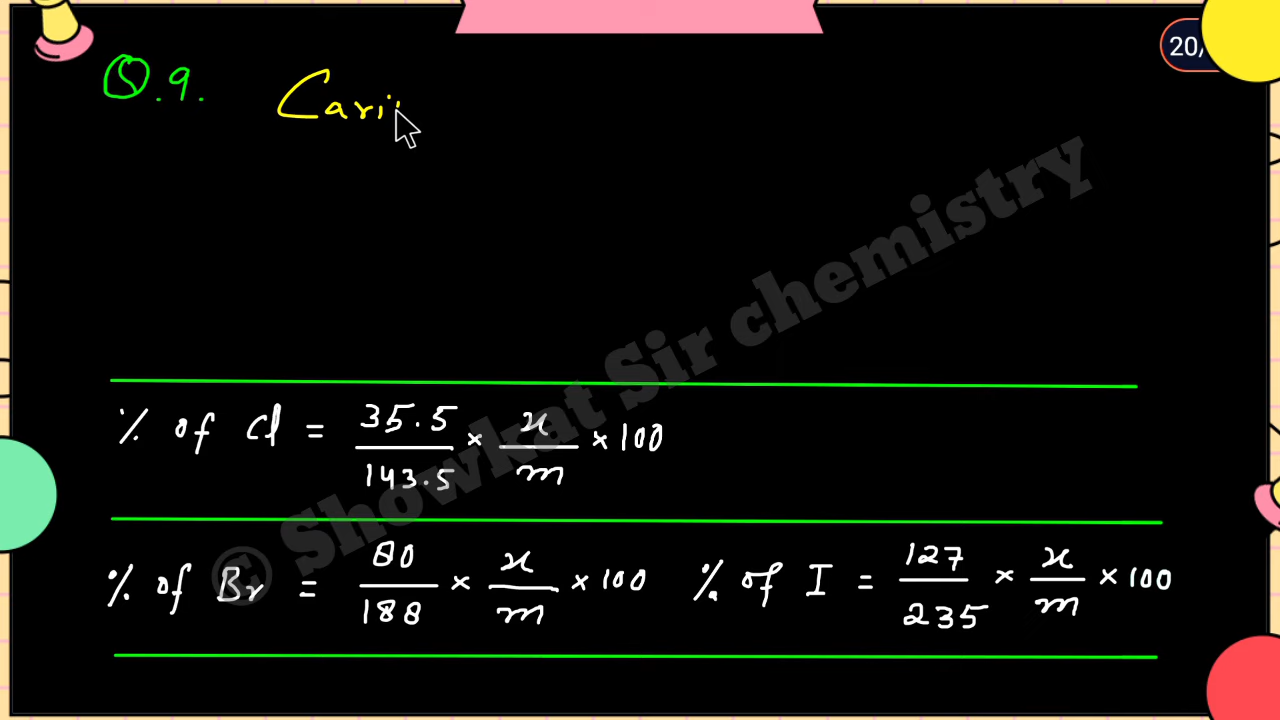 20/
Q.9. Cari
% of Cl = 35.5/143.5 × x/m × 100
% of Br = 80/188 × x/m × 100 % of I = 127/235 × x/m × 100
© Showkat Sir chemistry